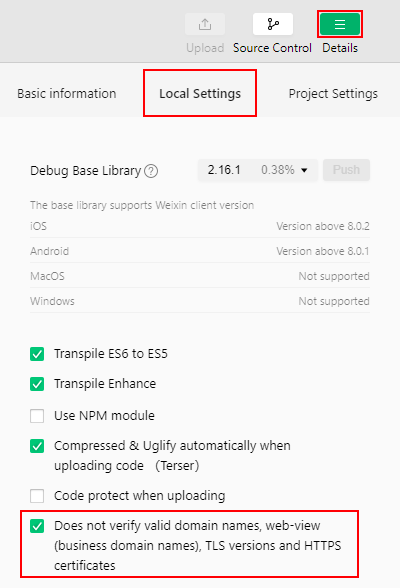 Upload Source Control Details
Basic information Local Settings Project Settings
Debug Base Library ? 2.16.1 0.38% Push
The base library supports Weixin client version
iOS Version above 8.0.2
Android Version above 8.0.1
MacOS Not supported
Windows Not supported
Transpile ES6 to ES5
Transpile Enhance
Use NPM module
Compressed & Uglify automatically when
uploading code （Terser）
Code protect when uploading
Does not verify valid domain names, web-view
(business domain names), TLS versions and HTTPS
certificates